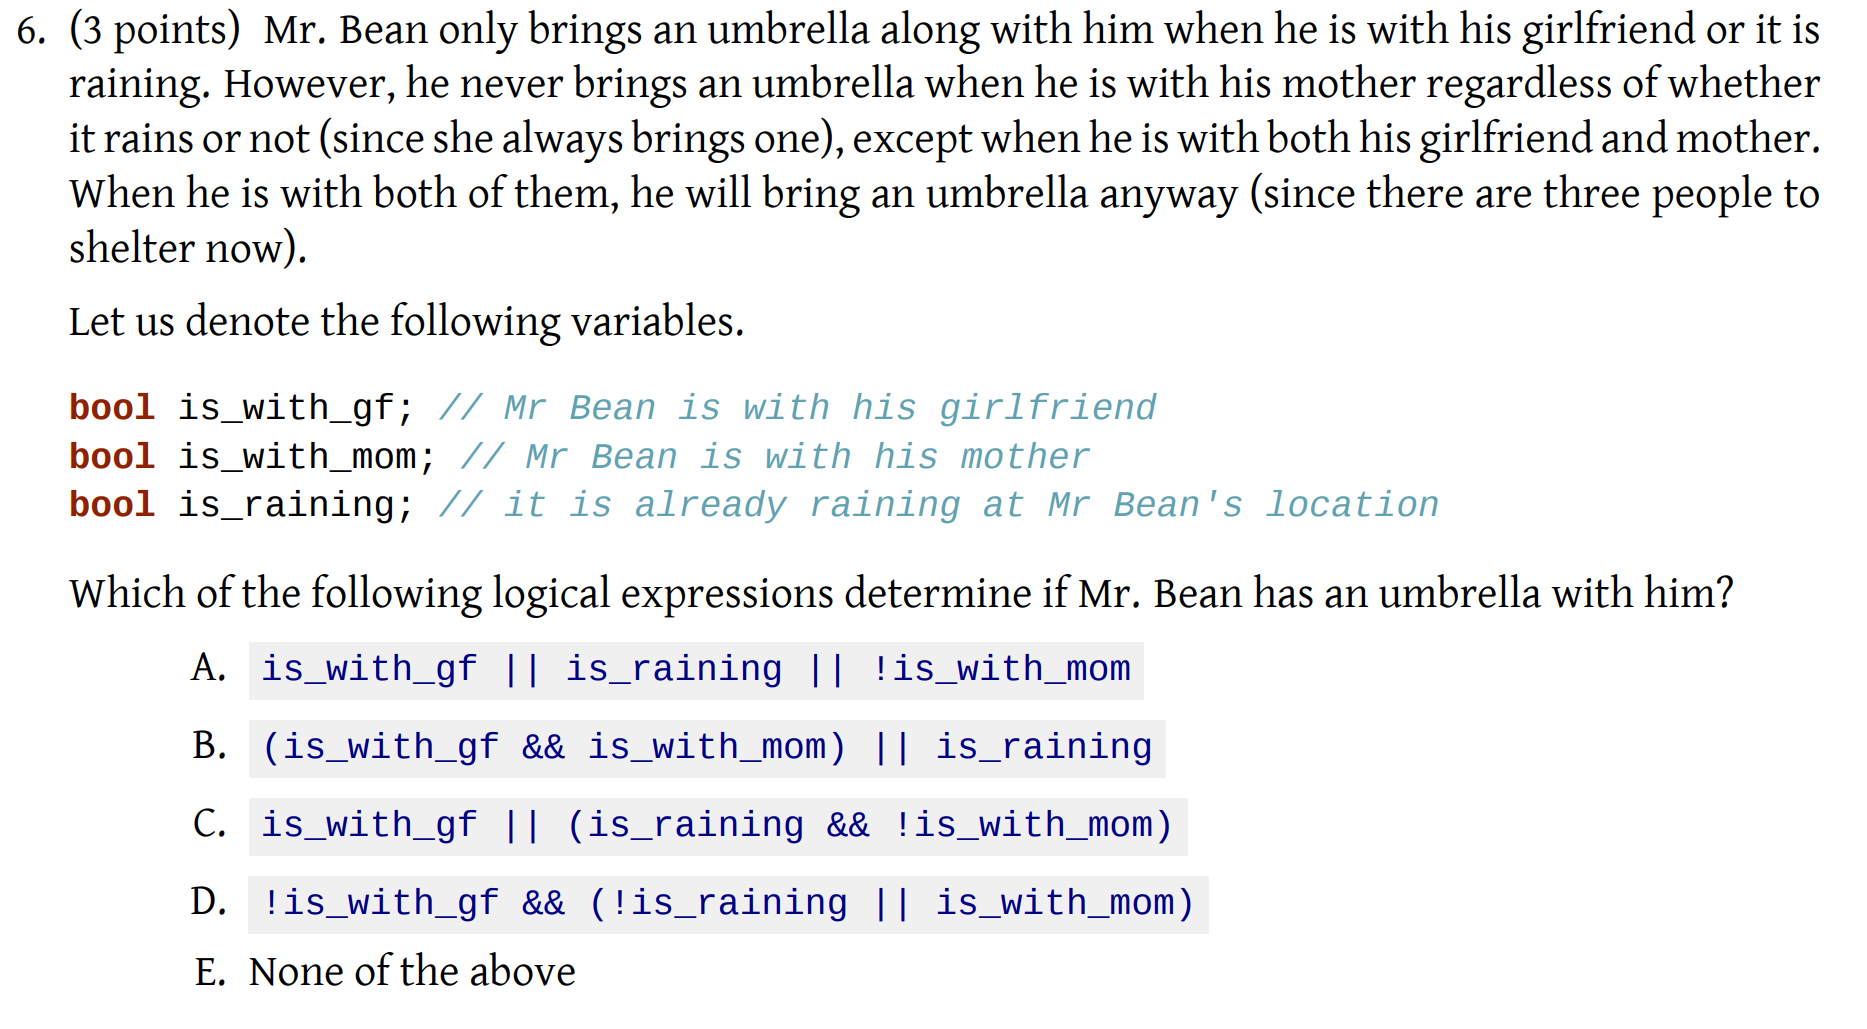 6. (3 points) Mr. Bean only brings an umbrella along with him when he is with his girlfriend or it is
raining. However, he never brings an umbrella when he is with his mother regardless of whether
it rains or not (since she always brings one), except when he is with both his girlfriend and mother.
When he is with both of them, he will bring an umbrella anyway (since there are three people to
shelter now).
Let us denote the following variables.
bool is_with_gf; // Mr Bean is with his girlfriend
bool is_with_mom; // Mr Bean is with his mother
bool is_raining; // it is already raining at Mr Bean's location
Which of the following logical expressions determine if Mr. Bean has an umbrella with him?
A. is_with_gf || is_raining || !is_with_mom
B. (is_with_gf && is_with_mom) || is_raining
C. is_with_gf || (is_raining && !is_with_mom)
D. !is_with_gf && (!is_raining || is_with_mom)
E. None of the above